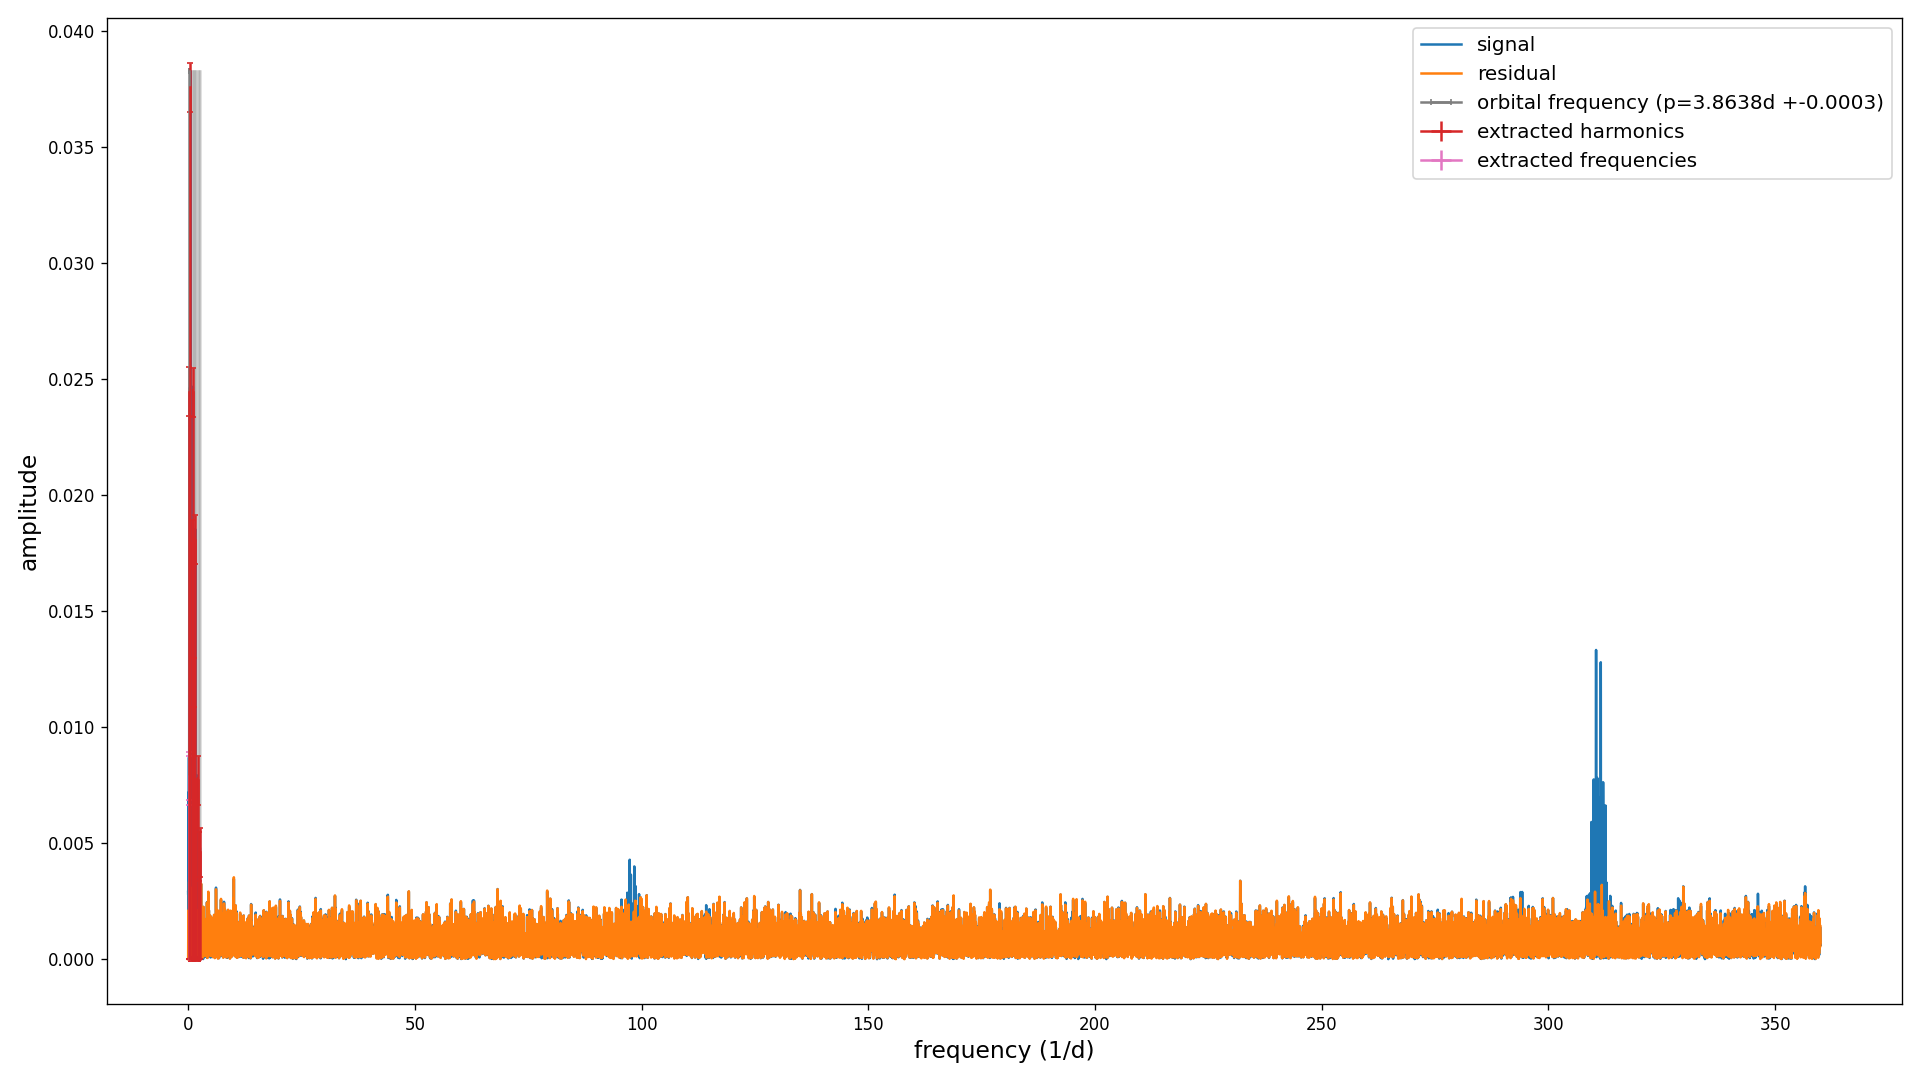 0.040
0.035
0.030
0.025
0.020
0.015
0.010
0.005
0.000
amplitude
0
50
100
150
200
250
300
350
frequency (1/d)
signal
residual
orbital frequency (p=3.8638d +-0.0003)
extracted harmonics
extracted frequencies